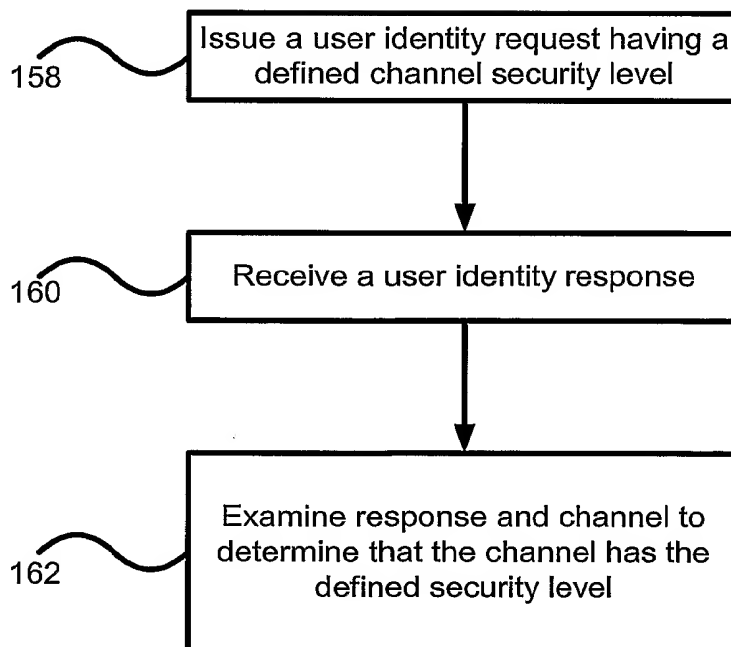 Issue a user identity request having a
defined channel security level
158
Receive a user identity response
160
Examine response and channel to
determine that the channel has the
defined security level
162